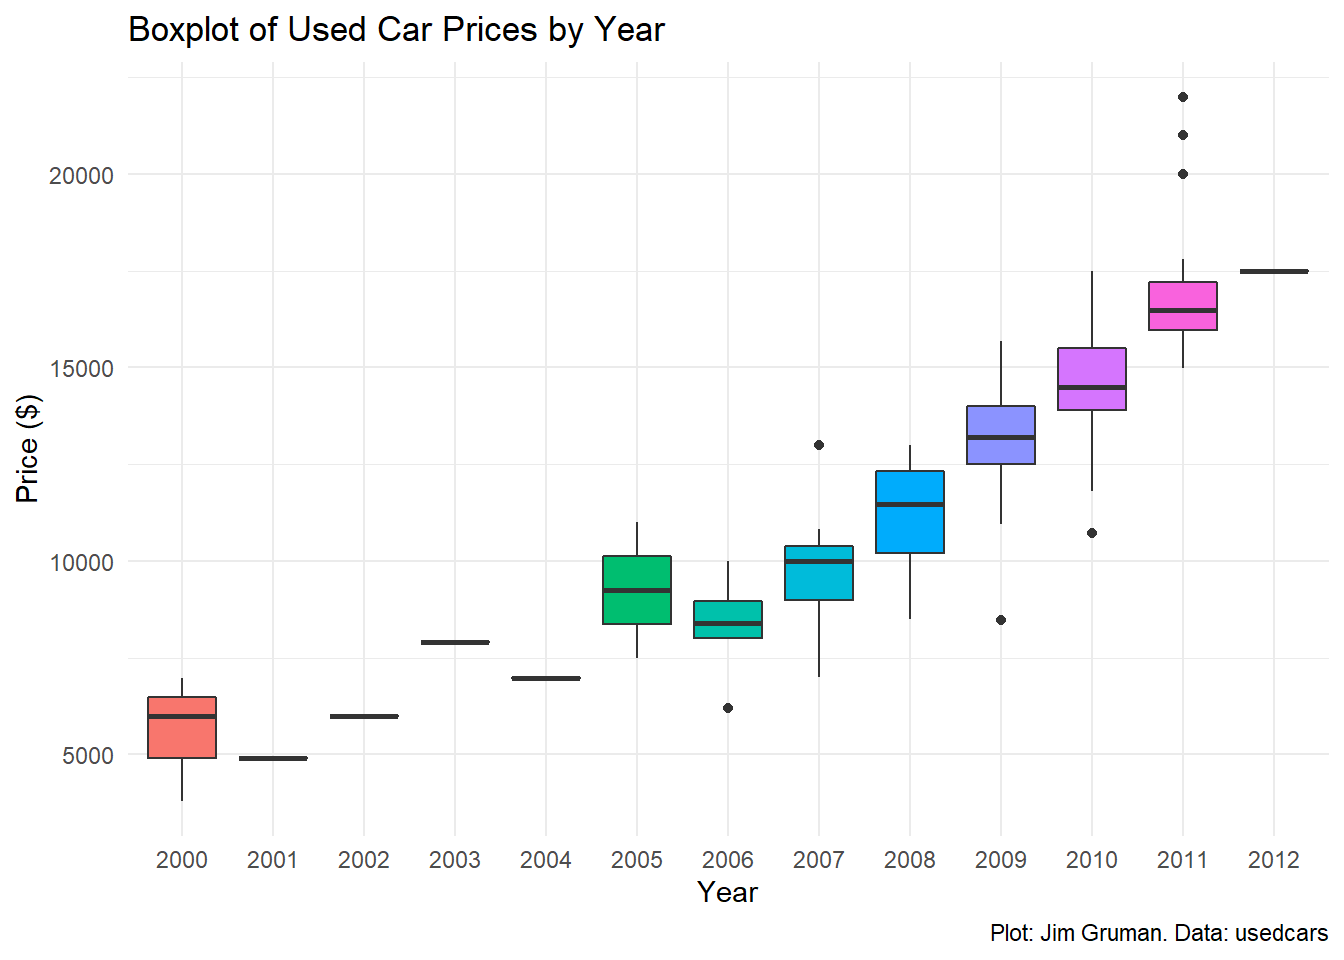 Boxplot of Used Car Prices by Year
Price ($)
20000
15000
10000
5000
2000 2001 2002 2003 2004 2005 2006 2007 2008 2009 2010 2011 2012
Year
Plot: Jim Gruman. Data: usedcars